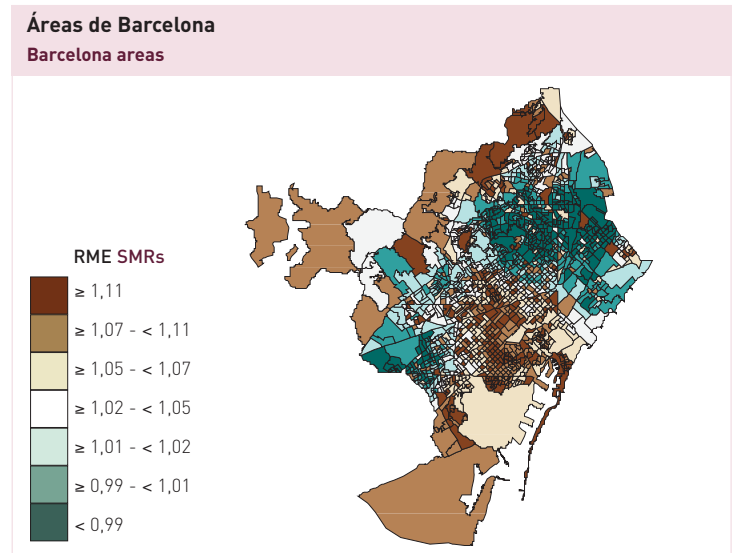 Áreas de Barcelona
Barcelona areas
RME SMRs
≥ 1,11
≥ 1,07 - < 1,11
≥ 1,05 - < 1,07
≥ 1,02 - < 1,05
≥ 1,01 - < 1,02
≥ 0,99 - < 1,01
< 0,99